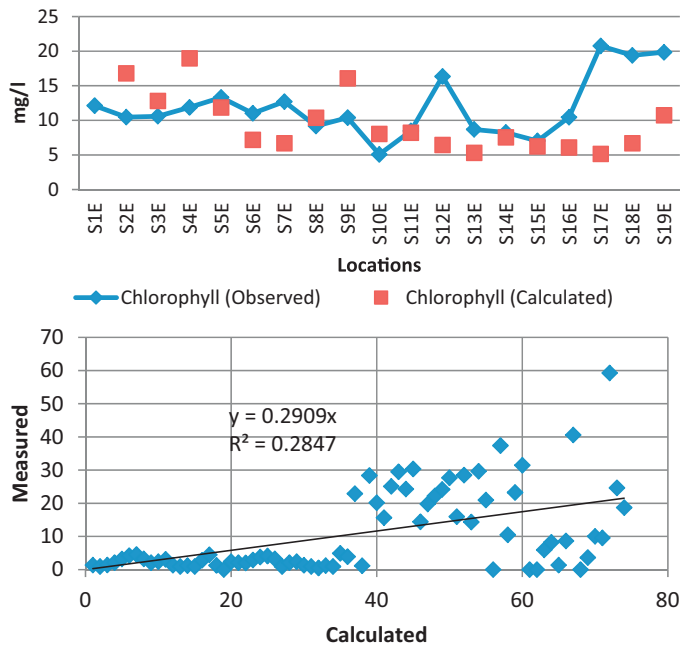 25
20
15
10
5
0
mg/l
S1E
S2E
S3E
S4E
S5E
S6E
S7E
S8E
S9E
S10E
S11E
S12E
S13E
S14E
S15E
S16E
S17E
S18E
S19E
Locations
Chlorophyll (Observed)
Chlorophyll (Calculated)
70
60
50
40
30
20
10
0
Measured
y = 0.2909x
R² = 0.2847
0
20
40
60
80
Calculated